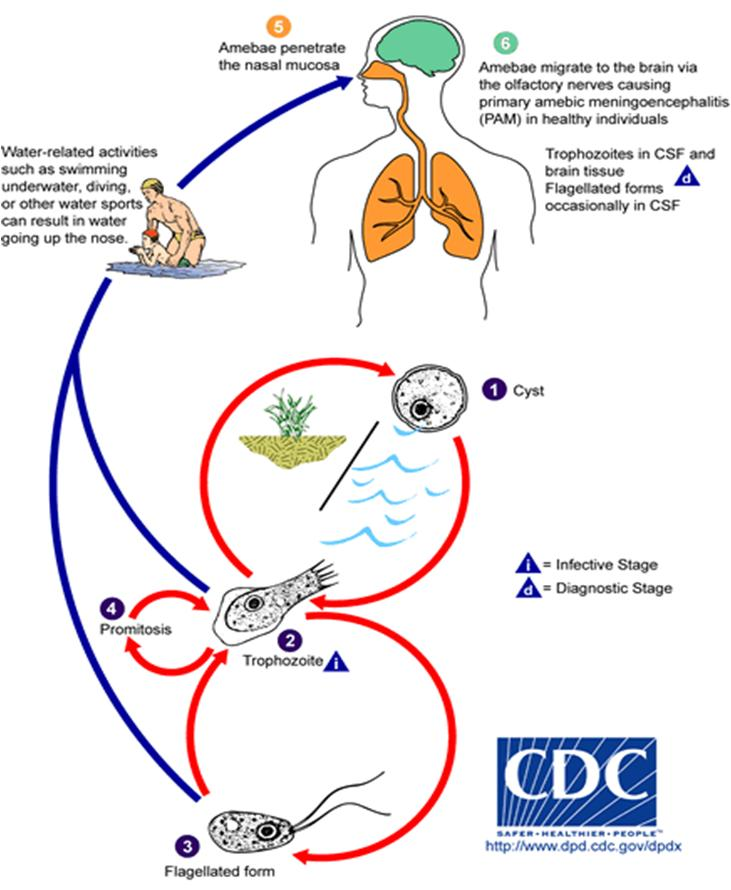 5
Amebae penetrate
the nasal mucosa
6
Amebae migrate to the brain via
the olfactory nerves causing
primary amebic meningoencephalitis
(PAM) in healthy individuals
Trophozoites in CSF and
brain tissue
Flagellated forms
occasionally in CSF
d
Water-related activities
such as swimming
underwater, diving,
or other water sports
can result in water
going up the nose.
1 Cyst
i = Infective Stage
d = Diagnostic Stage
4
Promitosis
2
Trophozoite i
3
Flagellated form
CDC
SAFER • HEALTHIER • PEOPLE™
http://www.dpd.cdc.gov/dpdx